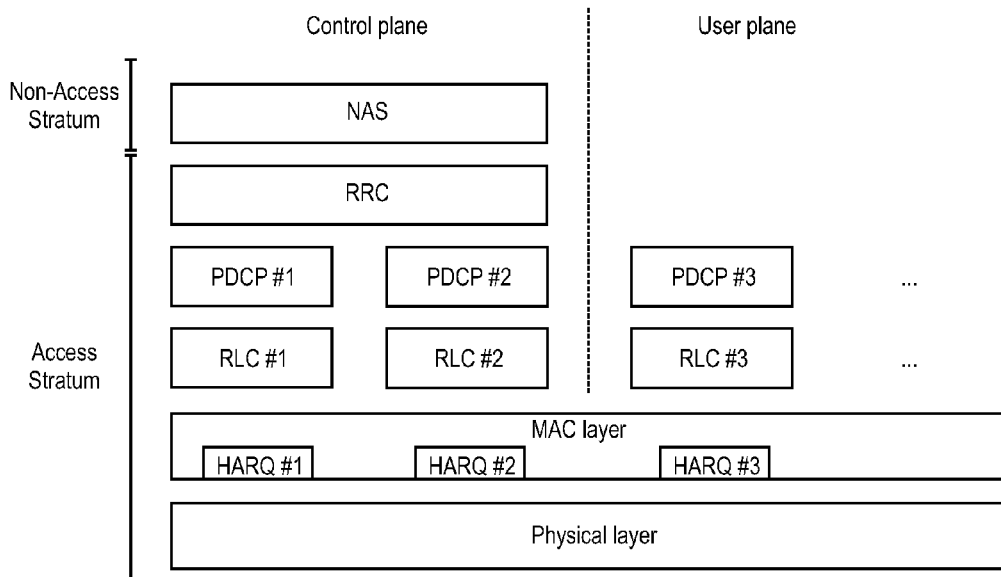 Control plane
User plane
Non-Access
Stratum
NAS
RRC
PDCP #1
PDCP #2
PDCP #3
...
Access
Stratum
RLC #1
RLC #2
RLC #3
...
MAC layer
HARQ #1
HARQ #2
HARQ #3
Physical layer